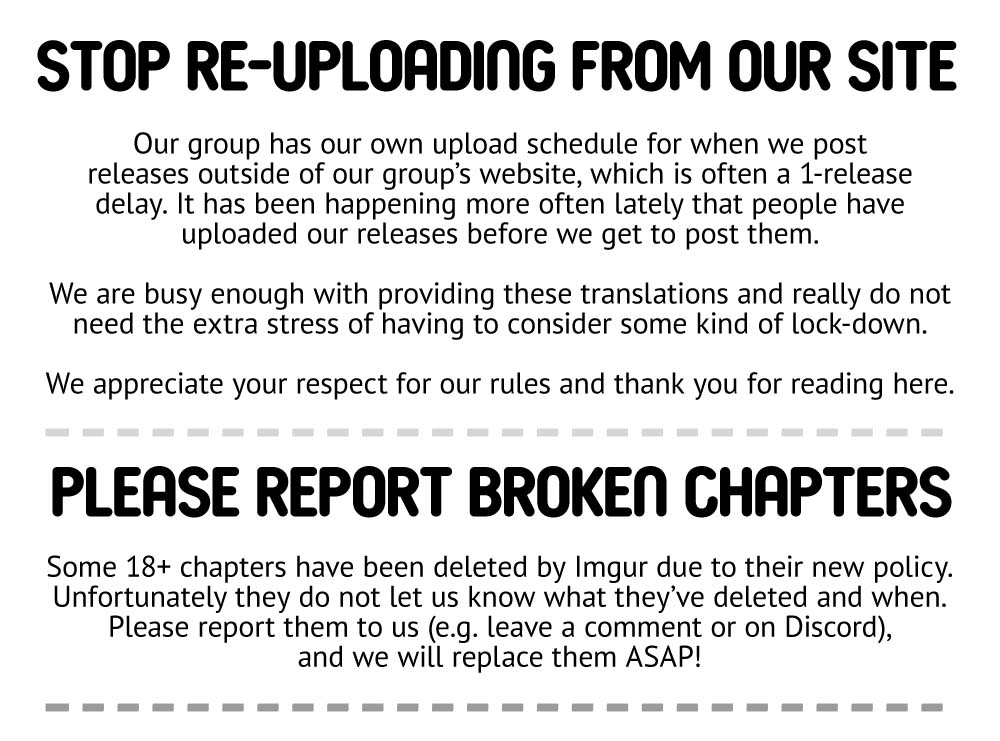 STOP RE-UPLOADING FROM OUR SITE
Our group has our own upload schedule for when we post
releases outside of our group's website, which is often a 1-release
delay. It has been happening more often lately that people have
uploaded our releases before we get to post them.
We are busy enough with providing these translations and really do not
need the extra stress of having to consider some kind of lock-down.
We appreciate your respect for our rules and thank you for reading here.
PLEASE REPORT BROKEN CHAPTERS
Some 18+ chapters have been deleted by Imgur due to their new policy.
Unfortunately they do not let us know what they've deleted and when.
Please report them to us (e.g. leave a comment or on Discord),
and we will replace them ASAP!